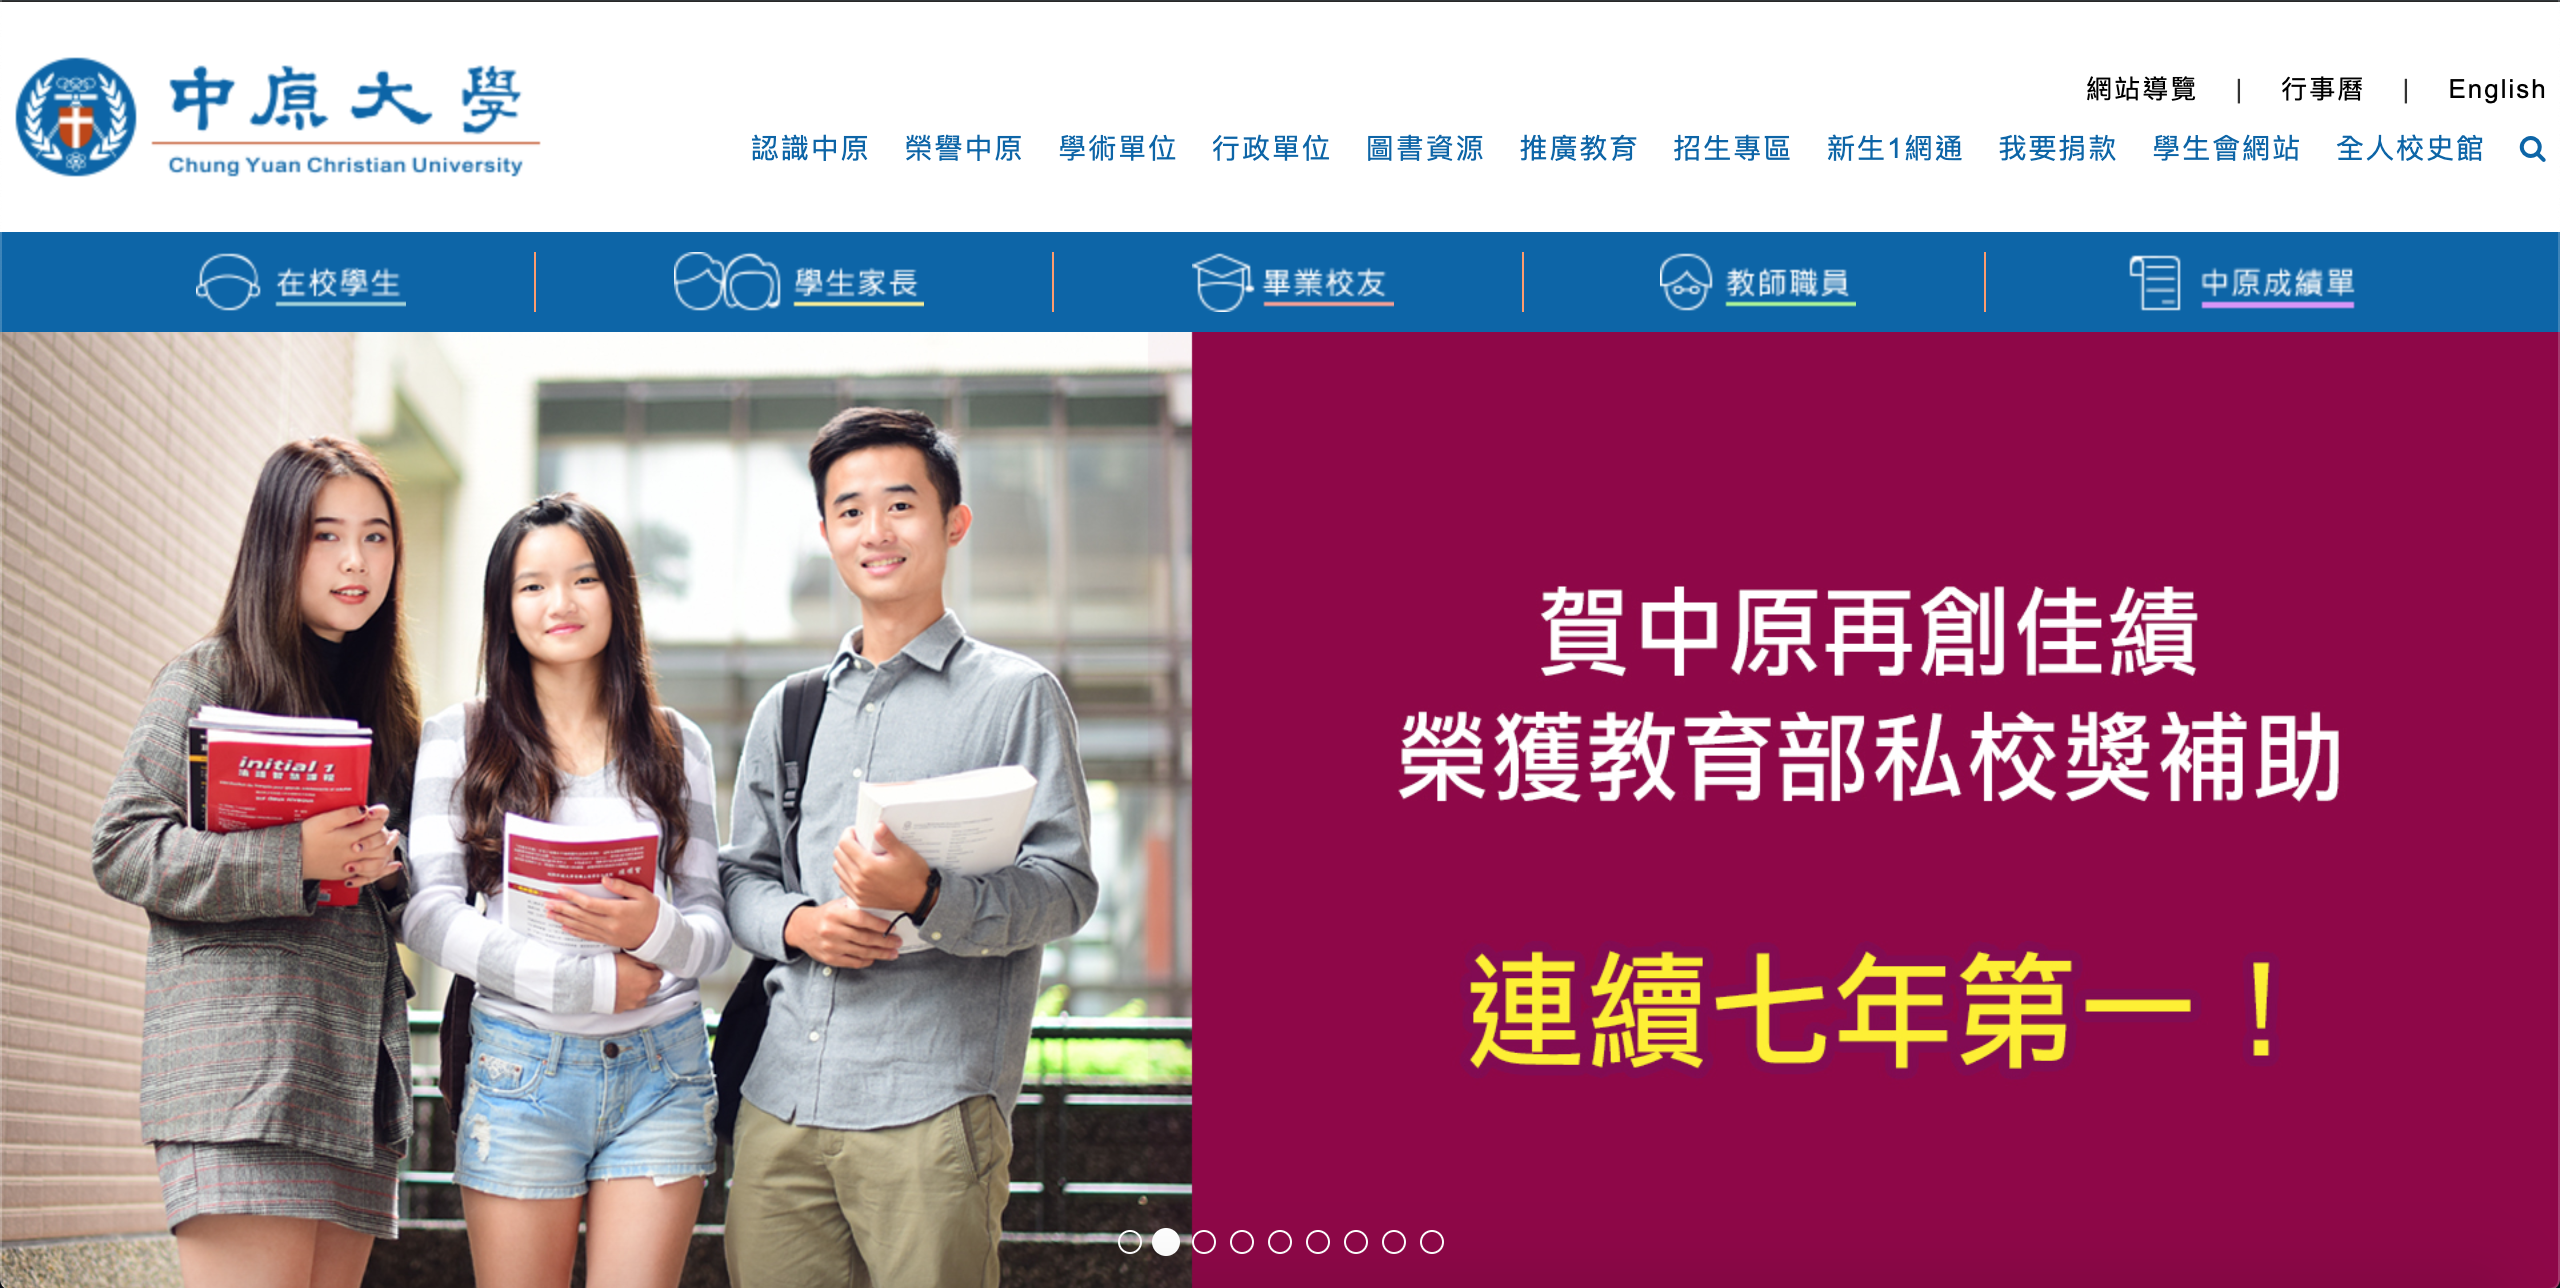 中原大學
Chung Yuan Christian University
網站導覽 | 行事曆 | English
認識中原 榮譽中原 學術單位 行政單位 圖書資源 推廣教育 招生專區 新生1網通 我要捐款 學生會網站 全人校史館
在校學生 學生家長 畢業校友 教師職員 中原成績單
賀中原再創佳績
榮獲教育部私校獎補助
連續七年第一！
initial 1